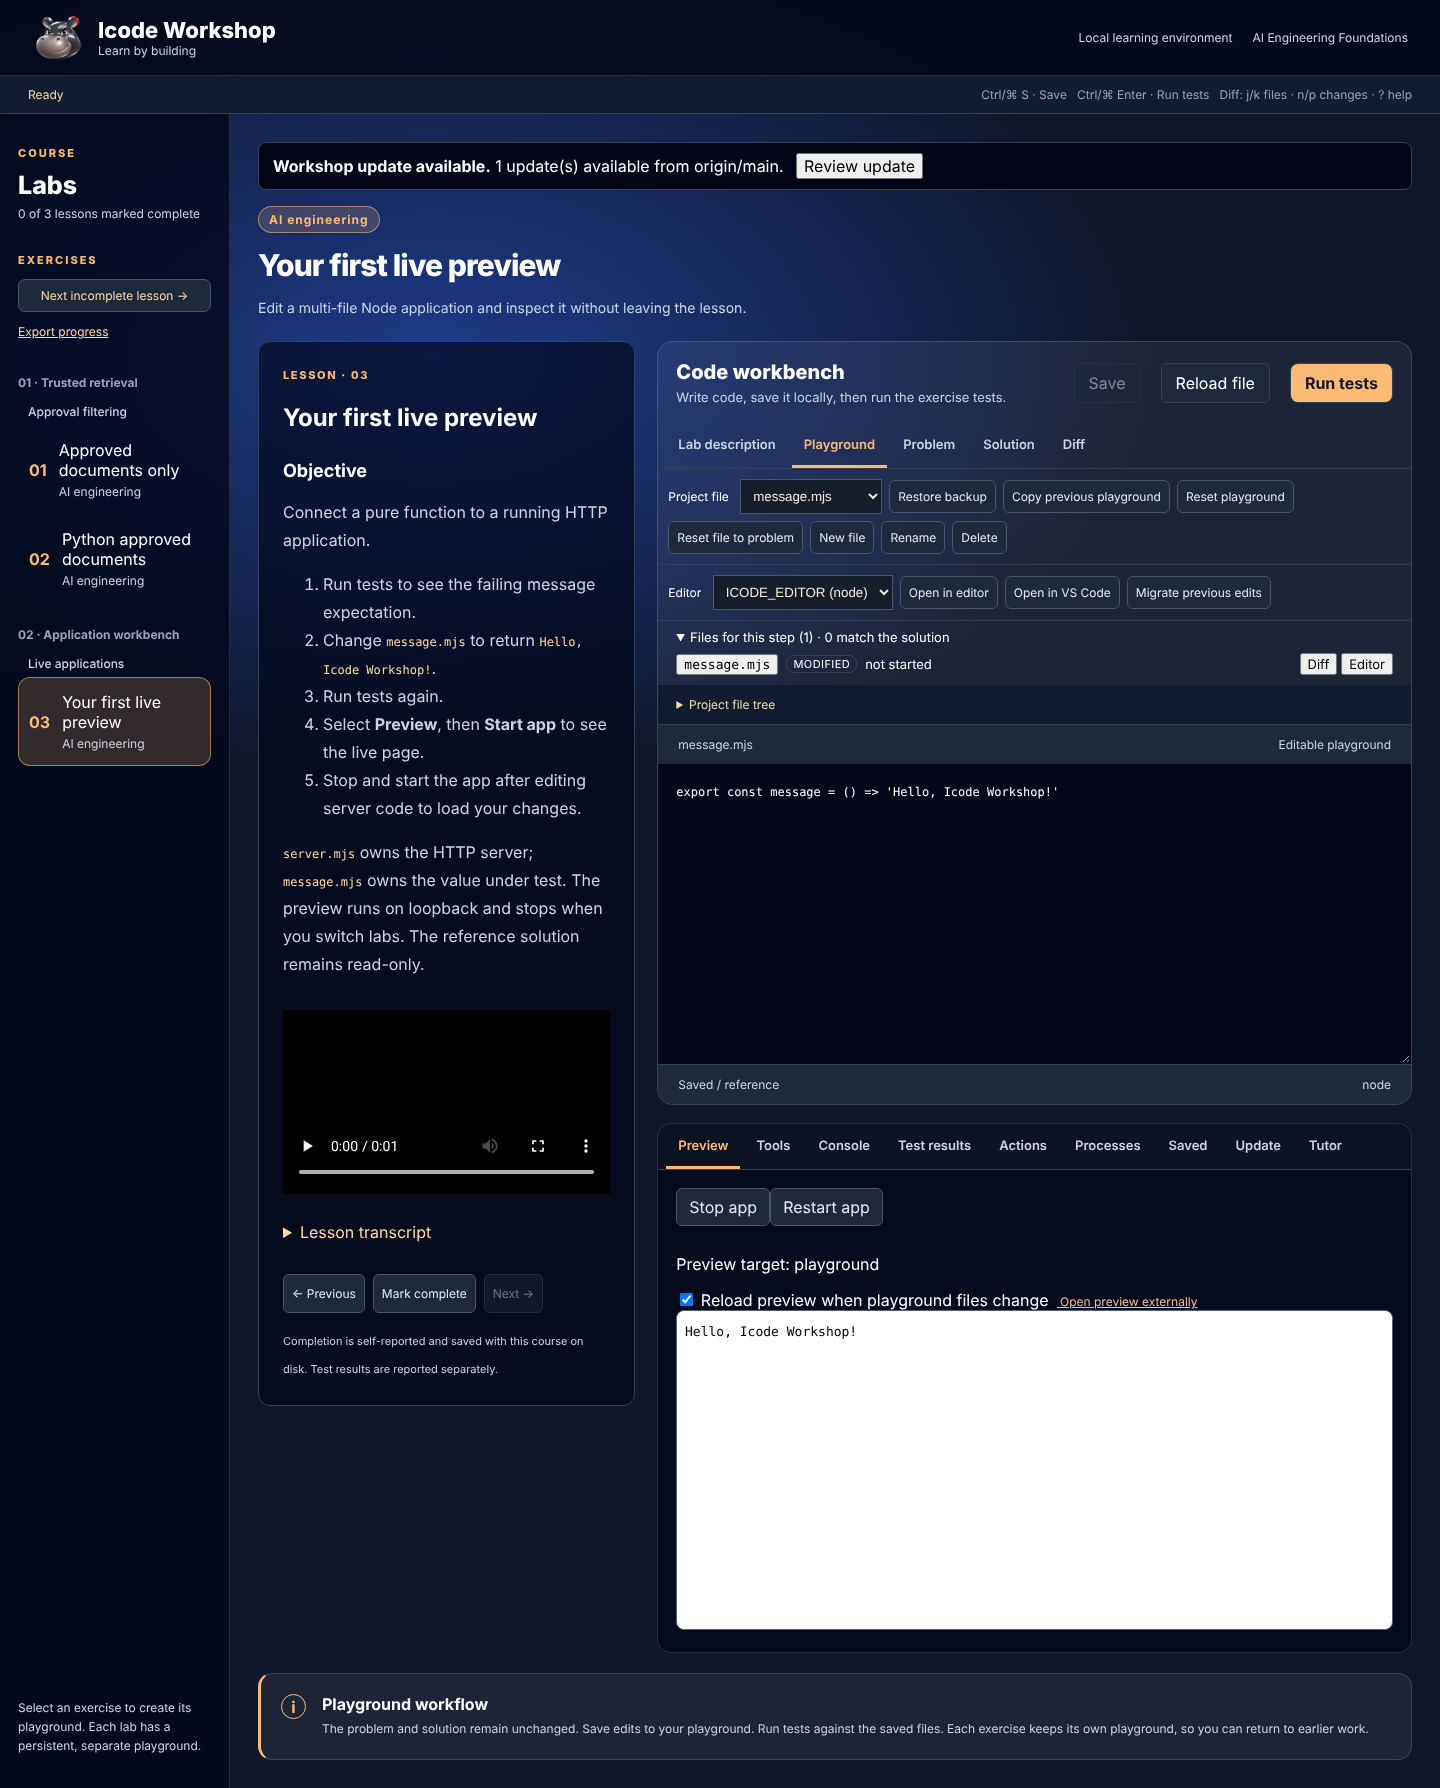 Icode Workshop
Learn by building
Local learning environment
AI Engineering Foundations
Ready
Ctrl/⌘ S · Save
Ctrl/⌘ Enter · Run tests
Diff: j/k files · n/p changes · ? help
COURSE
Labs
0 of 3 lessons marked complete
EXERCISES
Next incomplete lesson →
Export progress
01 · Trusted retrieval
Approval filtering
01
Approved
documents only
AI engineering
02
Python approved
documents
AI engineering
02 · Application workbench
Live applications
03
Your first live
preview
AI engineering
Select an exercise to create its
playground. Each lab has a
persistent, separate playground.
Workshop update available. 1 update(s) available from origin/main.
Review update
AI engineering
Your first live preview
Edit a multi-file Node application and inspect it without leaving the lesson.
LESSON · 03
Your first live preview
Objective
Connect a pure function to a running HTTP
application.
1. Run tests to see the failing message
expectation.
2. Change message.mjs to return Hello,
Icode Workshop!.
3. Run tests again.
4. Select Preview, then Start app to see
the live page.
5. Stop and start the app after editing
server code to load your changes.
server.mjs owns the HTTP server;
message.mjs owns the value under test. The
preview runs on loopback and stops when
you switch labs. The reference solution
remains read-only.
0:00 / 0:01
Lesson transcript
← Previous
Mark complete
Next →
Completion is self-reported and saved with this course on
disk. Test results are reported separately.
Code workbench
Write code, save it locally, then run the exercise tests.
Save
Reload file
Run tests
Lab description
Playground
Problem
Solution
Diff
Project file
message.mjs
Restore backup
Copy previous playground
Reset playground
Reset file to problem
New file
Rename
Delete
Editor
ICODE_EDITOR (node)
Open in editor
Open in VS Code
Migrate previous edits
Files for this step (1) · 0 match the solution
message.mjs
MODIFIED
not started
Diff
Editor
Project file tree
message.mjs
Editable playground
export const message = () => 'Hello, Icode Workshop!'
Saved / reference
node
Preview
Tools
Console
Test results
Actions
Processes
Saved
Update
Tutor
Stop app
Restart app
Preview target: playground
Reload preview when playground files change
Open preview externally
Hello, Icode Workshop!
i
Playground workflow
The problem and solution remain unchanged. Save edits to your playground. Run tests against the saved files. Each exercise keeps its own playground, so you can return to earlier work.